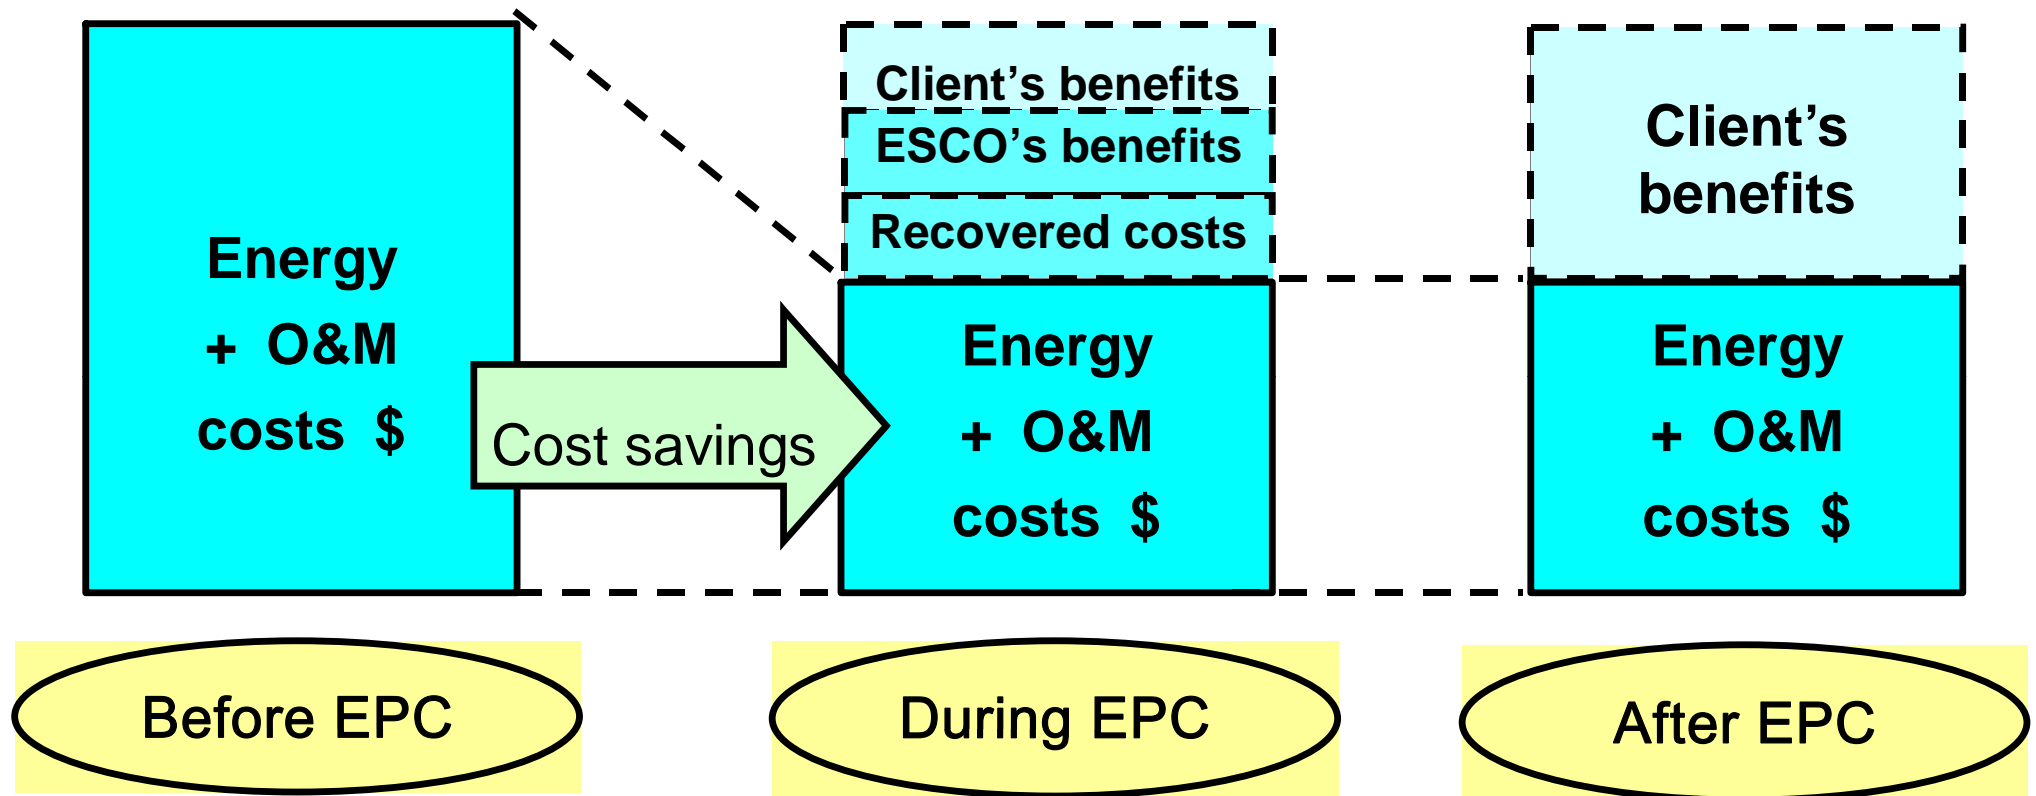 Energy
+ O&M
costs $
Cost savings
Client’s benefits
ESCO’s benefits
Recovered costs
Energy
+ O&M
costs $
Client’s
benefits
Energy
+ O&M
costs $
Before EPC
During EPC
After EPC